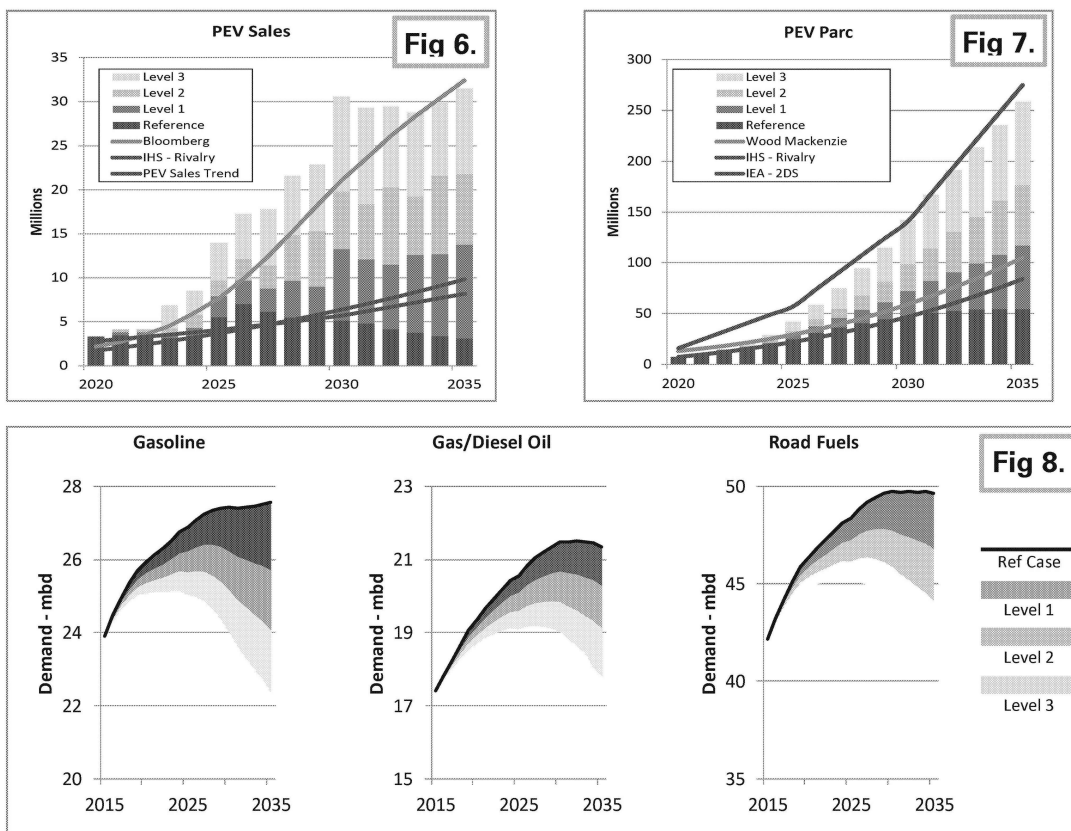 PEV Sales
Fig 6.
35
30
25
20
15
10
5
0
Millions
Level 3
Level 2
Level 1
Reference
Bloomberg
IHS - Rivalry
PEV Sales Trend
2020 2025 2030 2035
PEV Parc
Fig 7.
300
250
200
150
100
50
0
Millions
Level 3
Level 2
Level 1
Reference
Wood Mackenzie
IHS - Rivalry
IEA - 2DS
2020 2025 2030 2035
Fig 8.
Gasoline
Demand - mbd
28
26
24
22
20
2015 2025 2035
Gas/Diesel Oil
Demand - mbd
23
21
19
17
15
2015 2025 2035
Road Fuels
Demand - mbd
50
45
40
35
2015 2025 2035
Ref Case
Level 1
Level 2
Level 3